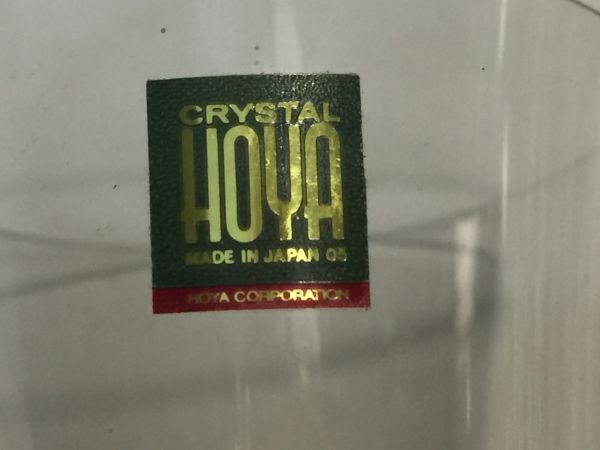 CRYSTAL
HOYA
MADE IN JAPAN 05
HOYA CORPORATION